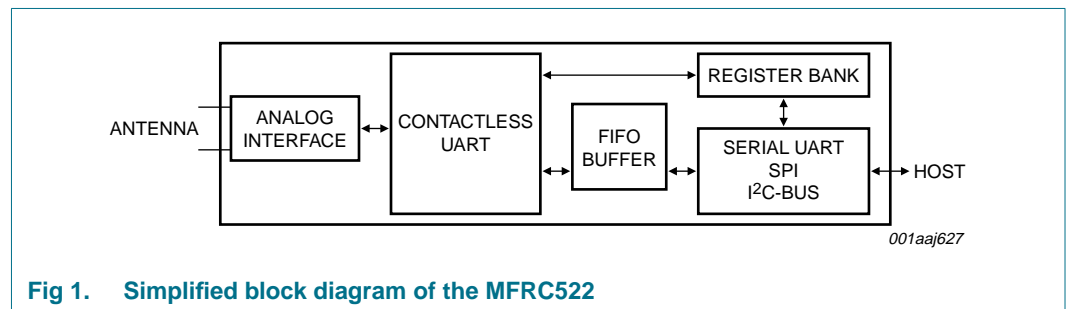 ANTENNA
ANALOG
INTERFACE
CONTACTLESS
UART
FIFO
BUFFER
REGISTER BANK
SERIAL UART
SPI
I²C-BUS
HOST
001aaj627
Fig 1. Simplified block diagram of the MFRC522